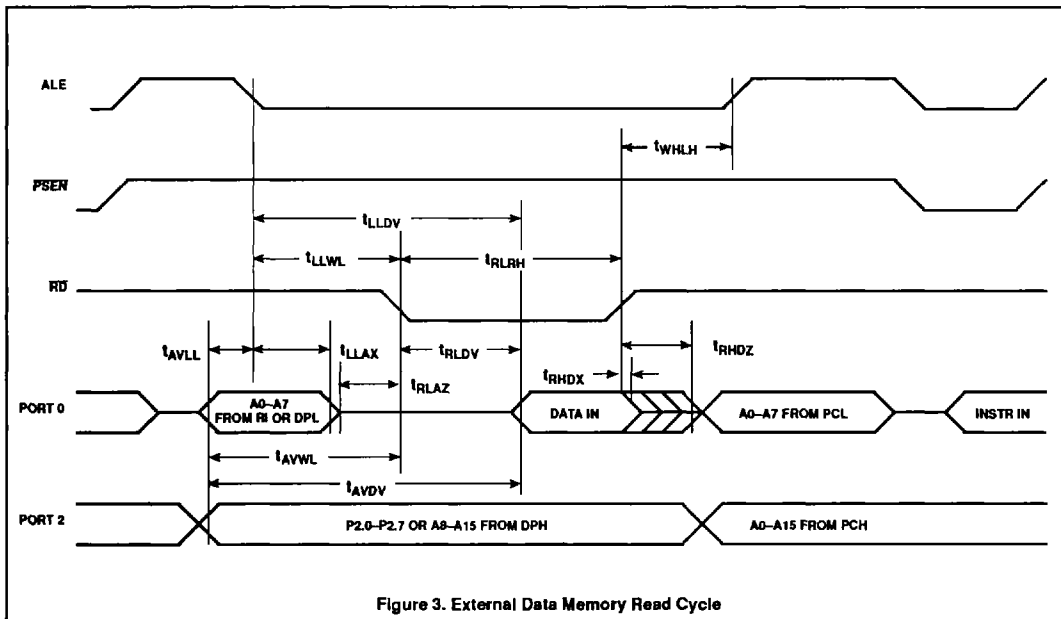 ALE
tWHLH
PSEN
tLLDV
tLLWL
tRLRH
RD
tAVLL
tLLAX
tRLDV
tRHDZ
tRLAZ
tRHDX
PORT 0
A0–A7
FROM RI OR DPL
DATA IN
A0–A7 FROM PCL
INSTR IN
tAVWL
tAVDV
PORT 2
P2.0–P2.7 OR A8–A15 FROM DPH
A0–A15 FROM PCH
Figure 3. External Data Memory Read Cycle